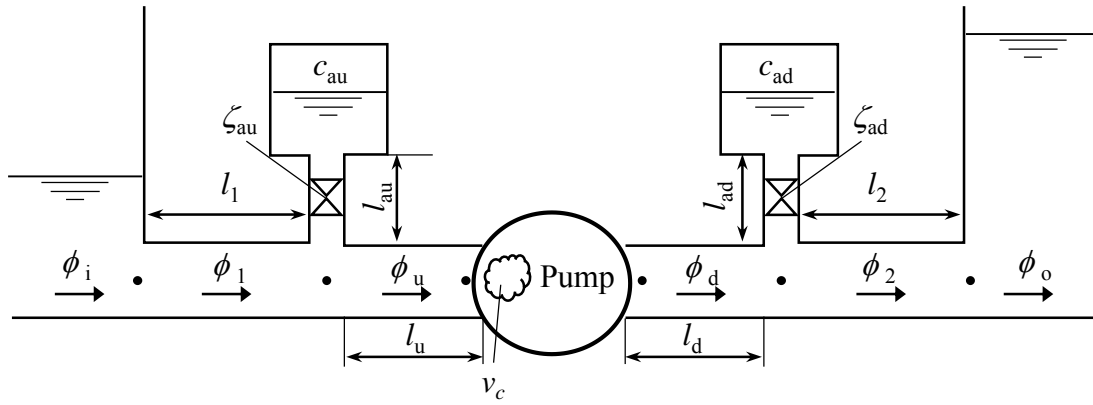 c_au
c_ad
ζ_au
ζ_ad
l_1
l_au
l_ad
l_2
ϕ_i
ϕ_1
ϕ_u
Pump
ϕ_d
ϕ_2
ϕ_o
l_u
l_d
v_c